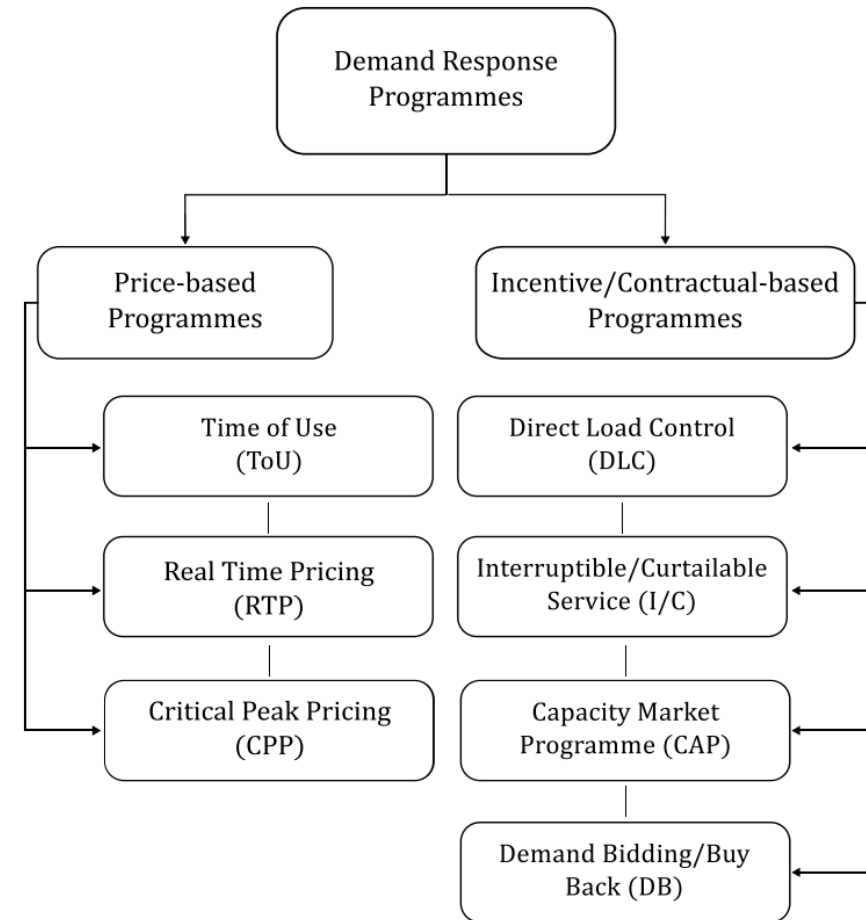 Demand Response
Programmes
Price-based
Programmes
Incentive/Contractual-based
Programmes
Time of Use
(ToU)
Direct Load Control
(DLC)
Real Time Pricing
(RTP)
Interruptible/Curtailable
Service (I/C)
Critical Peak Pricing
(CPP)
Capacity Market
Programme (CAP)
Demand Bidding/Buy
Back (DB)